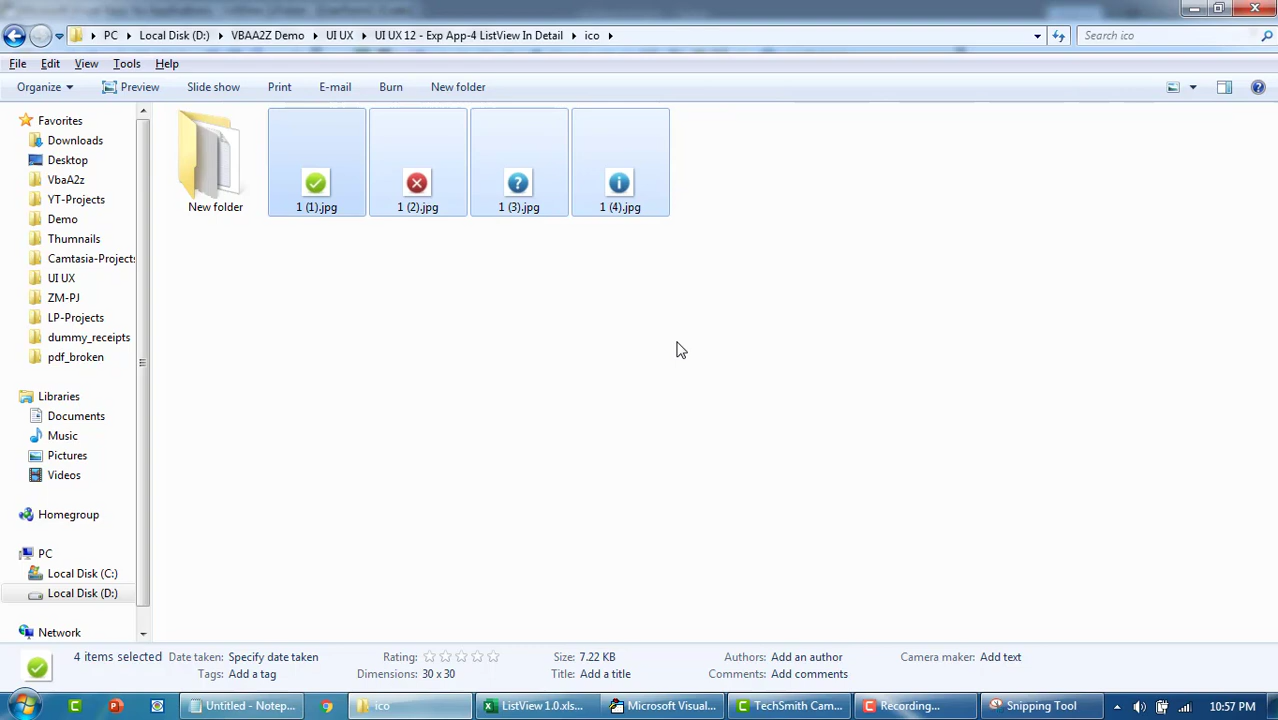 PC Local Disk (D:) VBAA2Z Demo UI UX UI UX 12 - Exp App-4 ListView In Detail ico Search ico
File Edit View Tools Help
Organize Preview Slide show Print E-mail Burn New folder
Favorites
Downloads
Desktop
VbaA2z
YT-Projects
Demo
Thumnails
Camtasia-Projects
UI UX
ZM-PJ
LP-Projects
dummy_receipts
pdf_broken
Libraries
Documents
Music
Pictures
Videos
Homegroup
PC
Local Disk (C:)
Local Disk (D:)
Network
New folder 1 (1).jpg 1 (2).jpg 1 (3).jpg 1 (4).jpg
4 items selected Date taken: Specify date taken Rating: Size: 7.22 KB Authors: Add an author Camera maker: Add text
Tags: Add a tag Dimensions: 30 x 30 Title: Add a title Comments: Add comments
Untitled - Notep... ico ListView 1.0.xls... Microsoft Visual... TechSmith Cam... Recording... Snipping Tool 10:57 PM